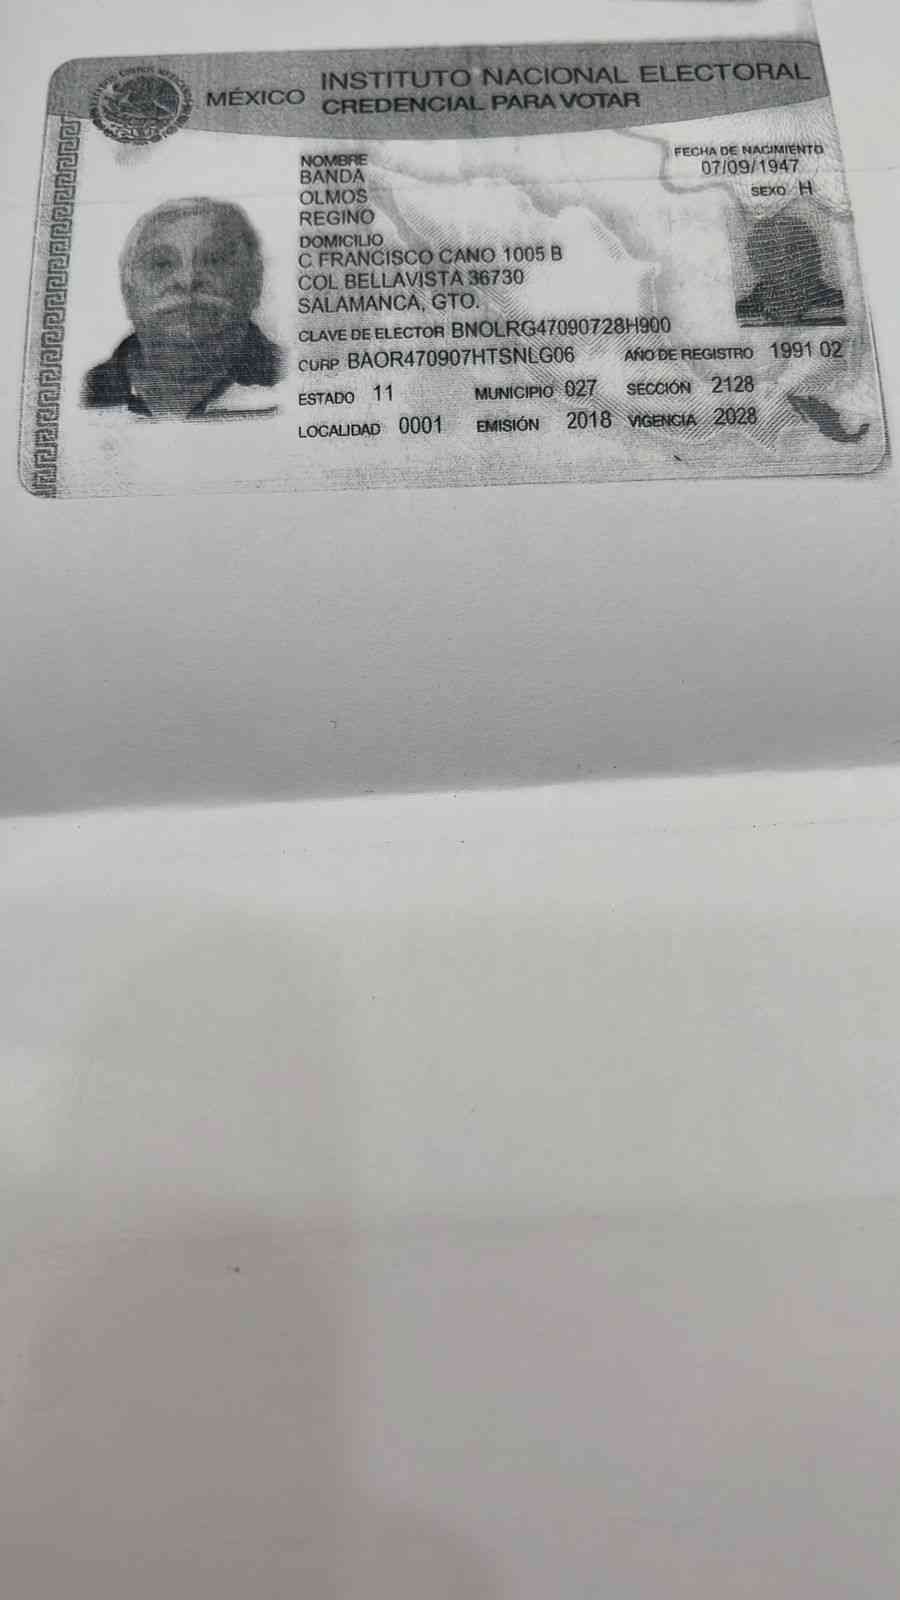 MÉXICO
INSTITUTO NACIONAL ELECTORAL
CREDENCIAL PARA VOTAR
NOMBRE
BANDA
OLMOS
REGINO
FECHA DE NACIMIENTO
07/09/1947
SEXO H
DOMICILIO
C FRANCISCO CANO 1005 B
COL BELLAVISTA 36730
SALAMANCA, GTO.
CLAVE DE ELECTOR BNOLRG47090728H900
CURP BAOR470907HTSNLG06 AÑO DE REGISTRO 1991 02
ESTADO 11 MUNICIPIO 027 SECCIÓN 2128
LOCALIDAD 0001 EMISIÓN 2018 VIGENCIA 2028